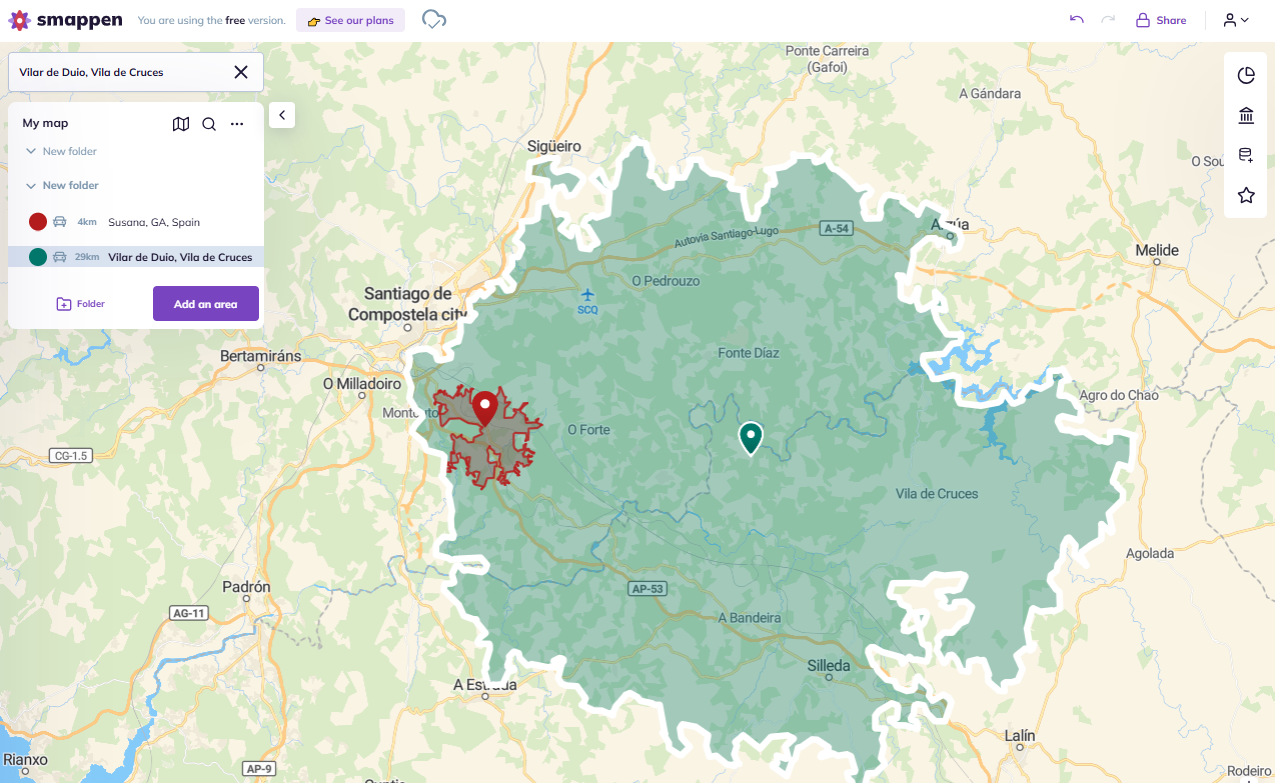 smappen
You are using the free version.
👉 See our plans
Share
Vilar de Duio, Vila de Cruces
My map
New folder
New folder
4km Susana, GA, Spain
29km Vilar de Duio, Vila de Cruces
Folder
Add an area
Ponte Carreira
(Gafoi)
A Gándara
Sigüeiro
O Sou
Arzúa
A-54
Autovia Santiago-Lugo
Melide
O Pedrouzo
Santiago de
Compostela city
SCQ
Bertamiráns
Fonte Díaz
O Milladoiro
Agro do Chao
Montouto
O Forte
CG-1.5
Vila de Cruces
Agolada
Padrón
AP-53
AG-11
A Bandeira
Silleda
A Estrada
Lalín
Rianxo
AP-9
Rodeiro